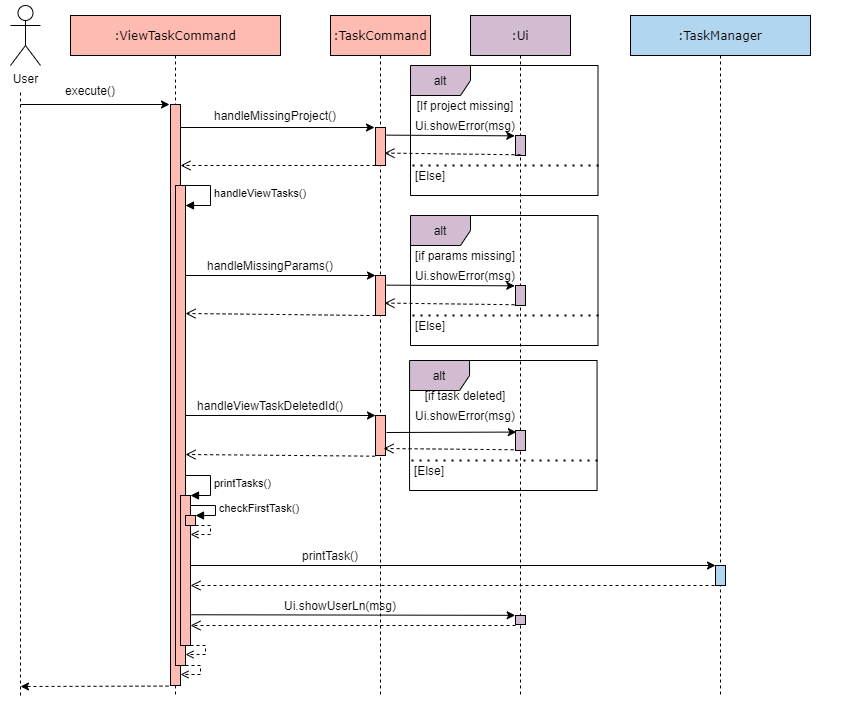 :ViewTaskCommand
:TaskCommand
:Ui
:TaskManager
User
execute()
alt
[If project missing]
handleMissingProject()
Ui.showError(msg)
[Else]
handleViewTasks()
alt
[if params missing]
handleMissingParams()
Ui.showError(msg)
[Else]
alt
[if task deleted]
handleViewTaskDeletedId()
Ui.showError(msg)
[Else]
printTasks()
checkFirstTask()
printTask()
Ui.showUserLn(msg)